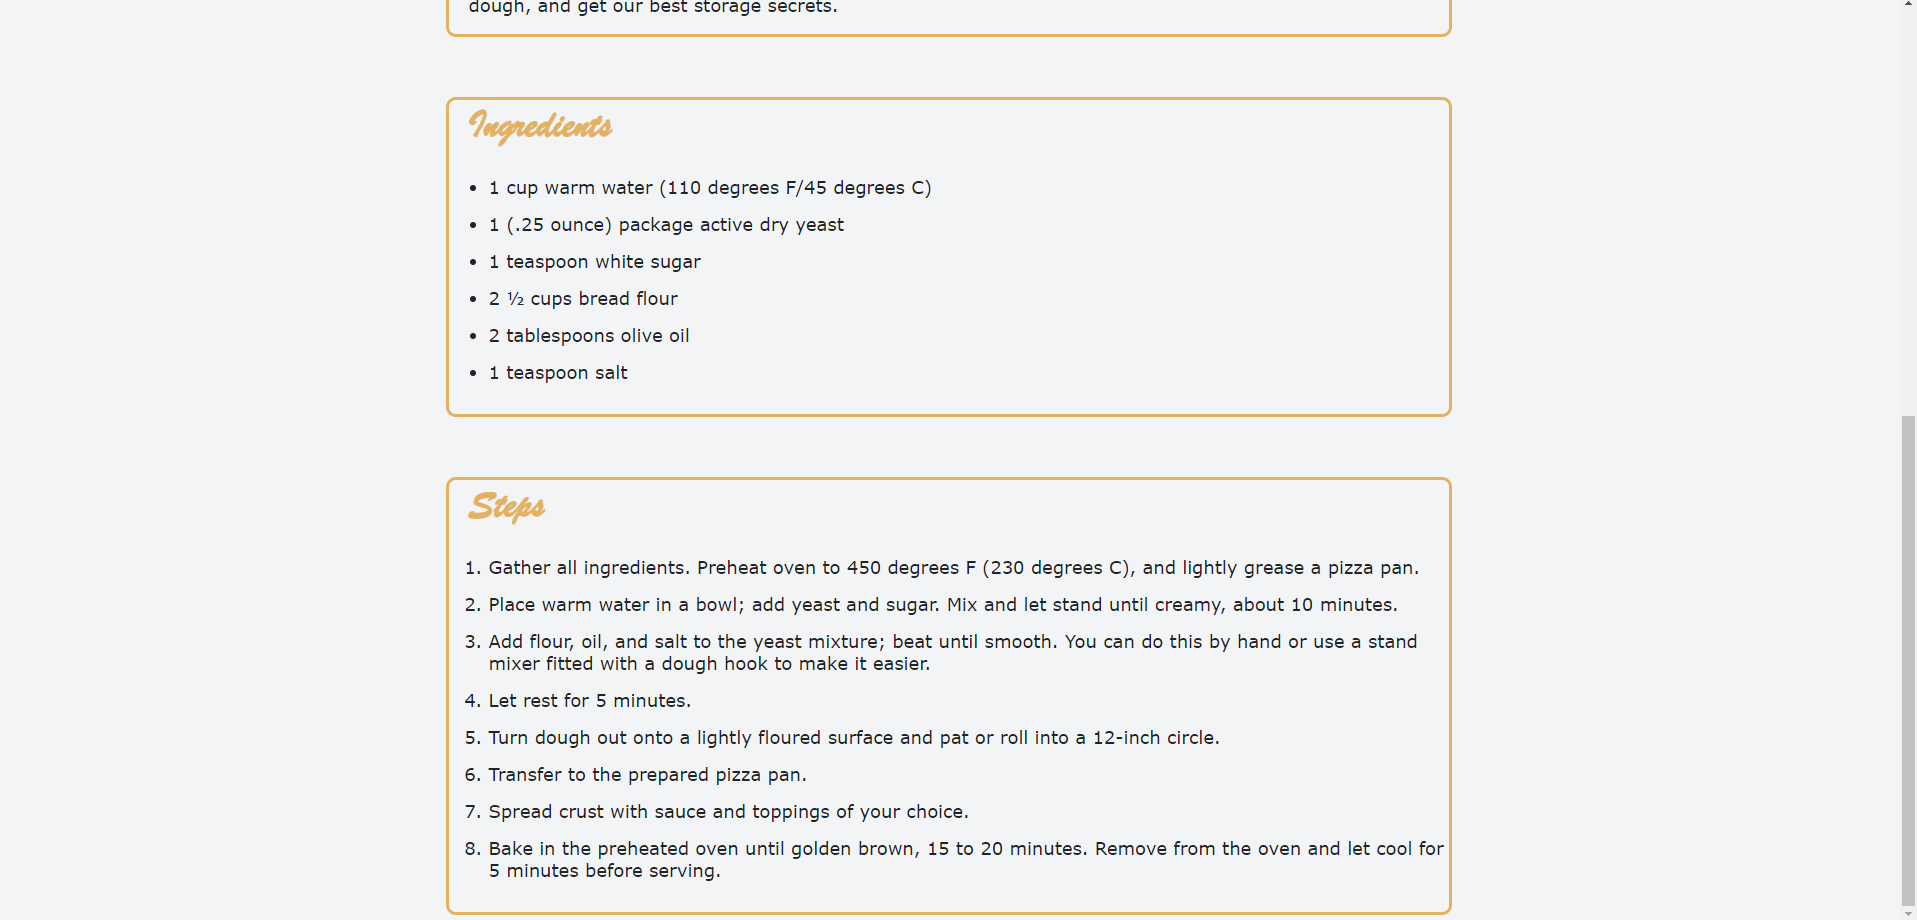 dough, and get our best storage secrets.
Ingredients
• 1 cup warm water (110 degrees F/45 degrees C)
• 1 (.25 ounce) package active dry yeast
• 1 teaspoon white sugar
• 2 ½ cups bread flour
• 2 tablespoons olive oil
• 1 teaspoon salt
Steps
1. Gather all ingredients. Preheat oven to 450 degrees F (230 degrees C), and lightly grease a pizza pan.
2. Place warm water in a bowl; add yeast and sugar. Mix and let stand until creamy, about 10 minutes.
3. Add flour, oil, and salt to the yeast mixture; beat until smooth. You can do this by hand or use a stand
mixer fitted with a dough hook to make it easier.
4. Let rest for 5 minutes.
5. Turn dough out onto a lightly floured surface and pat or roll into a 12-inch circle.
6. Transfer to the prepared pizza pan.
7. Spread crust with sauce and toppings of your choice.
8. Bake in the preheated oven until golden brown, 15 to 20 minutes. Remove from the oven and let cool for
5 minutes before serving.